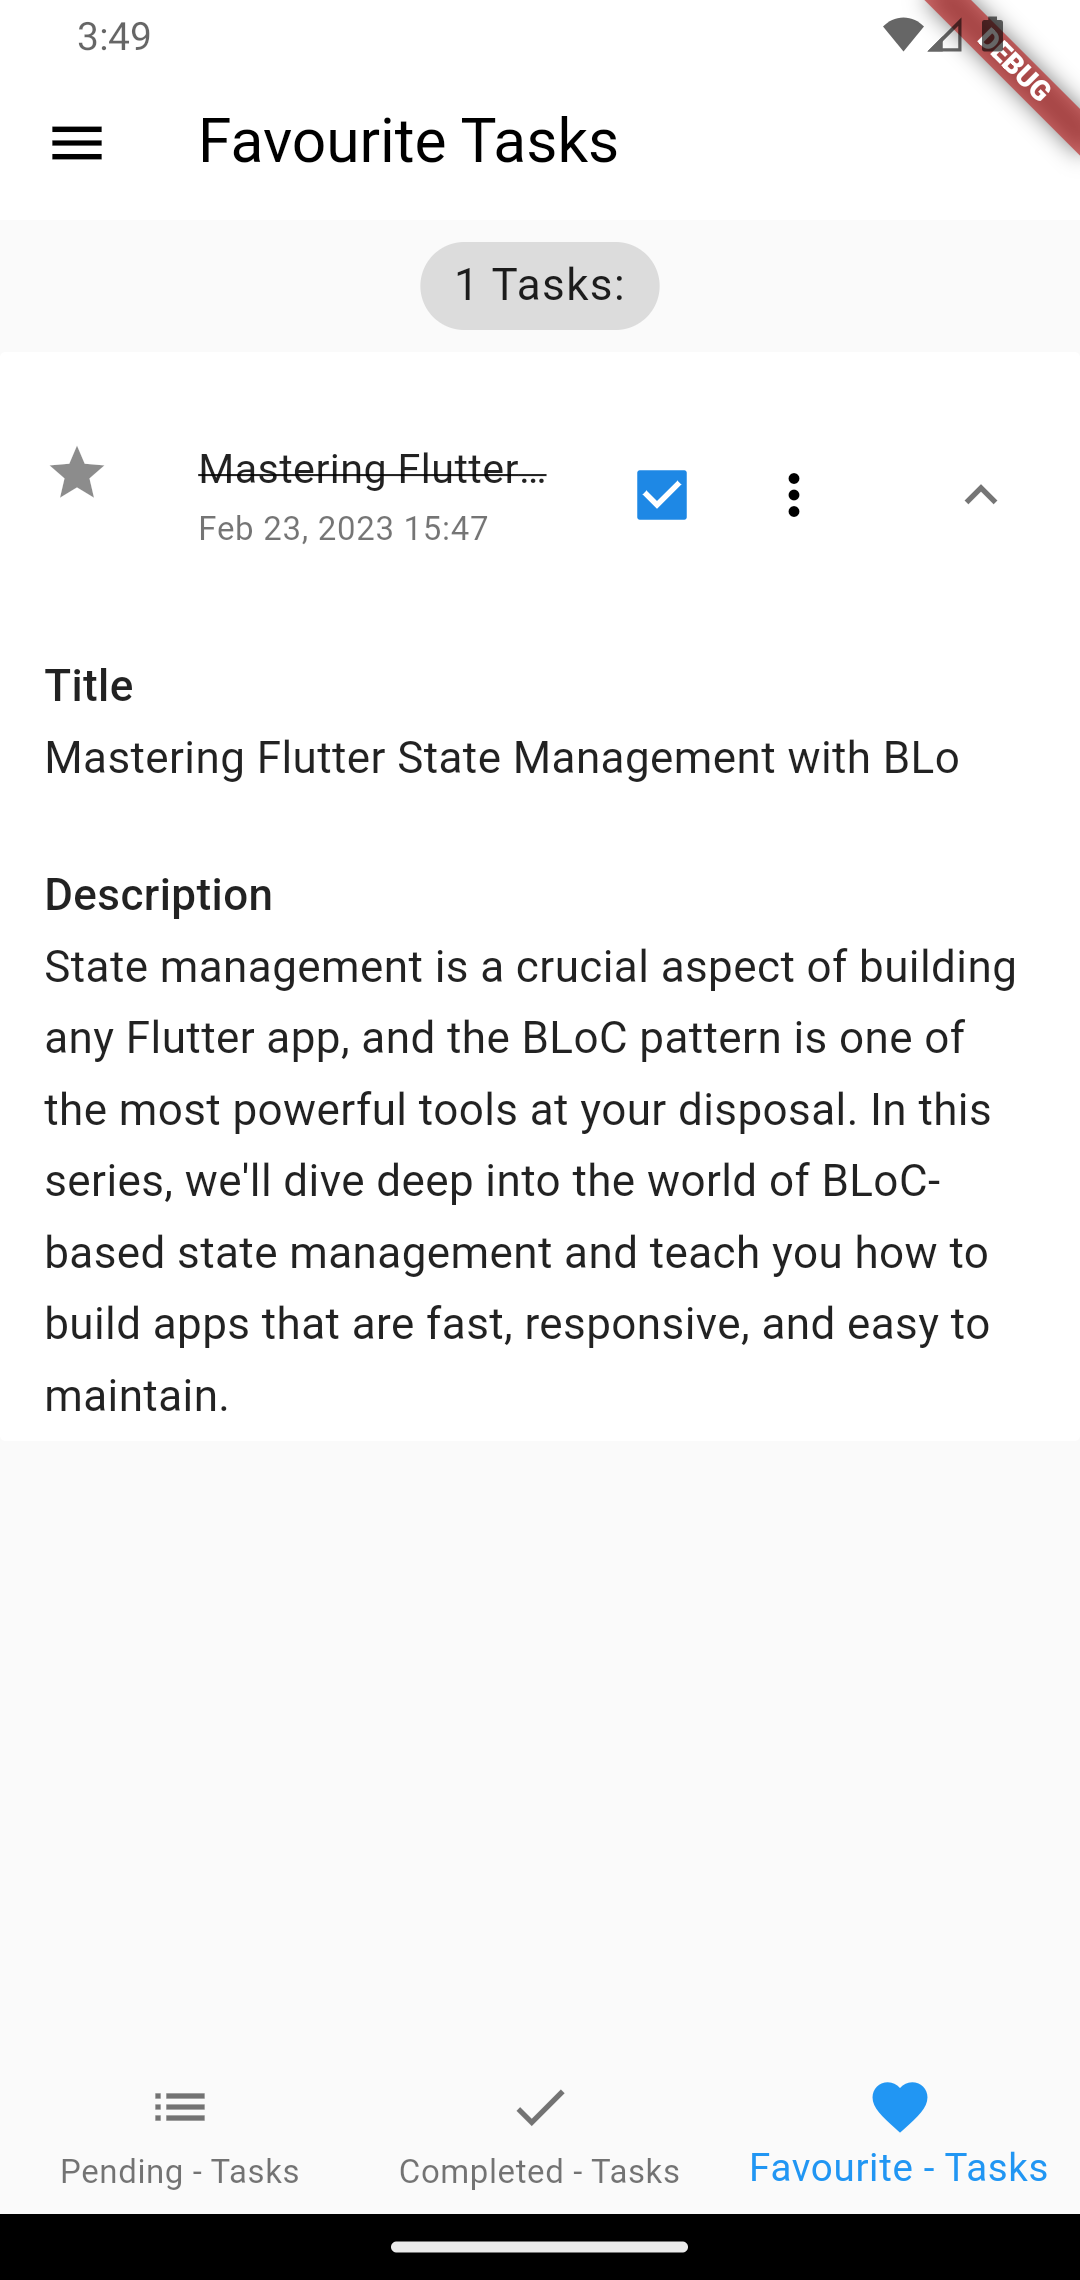 3:49
DEBUG
Favourite Tasks
1 Tasks:
Mastering Flutter...
Feb 23, 2023 15:47
Title
Mastering Flutter State Management with BLo
Description
State management is a crucial aspect of building
any Flutter app, and the BLoC pattern is one of
the most powerful tools at your disposal. In this
series, we'll dive deep into the world of BLoC-
based state management and teach you how to
build apps that are fast, responsive, and easy to
maintain.
Pending - Tasks
Completed - Tasks
Favourite - Tasks